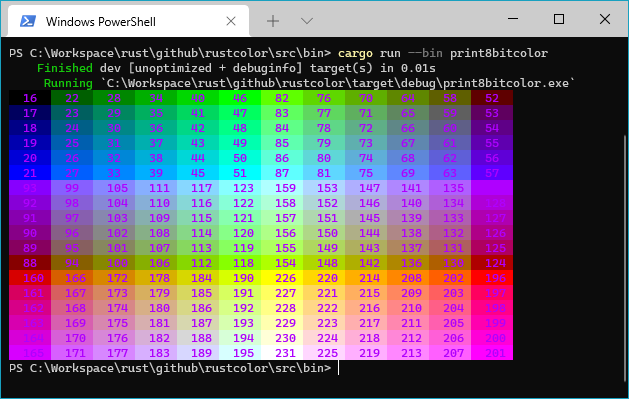 Windows PowerShell
PS C:\Workspace\rust\github\rustcolor\src\bin> cargo run --bin print8bitcolor
Finished dev [unoptimized + debuginfo] target(s) in 0.01s
Running `C:\Workspace\rust\github\rustcolor\target\debug\print8bitcolor.exe`
16 22 28 34 40 46 82 76 70 64 58 52
17 23 29 35 41 47 83 77 71 65 59 53
18 24 30 36 42 48 84 78 72 66 60 54
19 25 31 37 43 49 85 79 73 67 61 55
20 26 32 38 44 50 86 80 74 68 62 56
21 27 33 39 45 51 87 81 75 69 63 57
93 99 105 111 117 123 159 153 147 141 135
92 98 104 110 116 122 158 152 146 140 134
91 97 103 109 115 121 157 151 145 139 133 127
90 96 102 108 114 120 156 150 144 138 132 126
89 95 101 107 113 119 155 149 143 137 131 125
88 94 100 106 112 118 154 148 142 136 130 124
160 166 172 178 184 190 226 220 214 208 202 196
161 167 173 179 185 191 227 221 215 209 203 197
168 174 180 186 192 228 222 216 210 204 198
169 175 181 187 193 229 223 217 211 205 199
170 176 182 188 194 230 224 218 212 206 200
171 177 183 189 195 231 225 219 213 207 201
PS C:\Workspace\rust\github\rustcolor\src\bin>